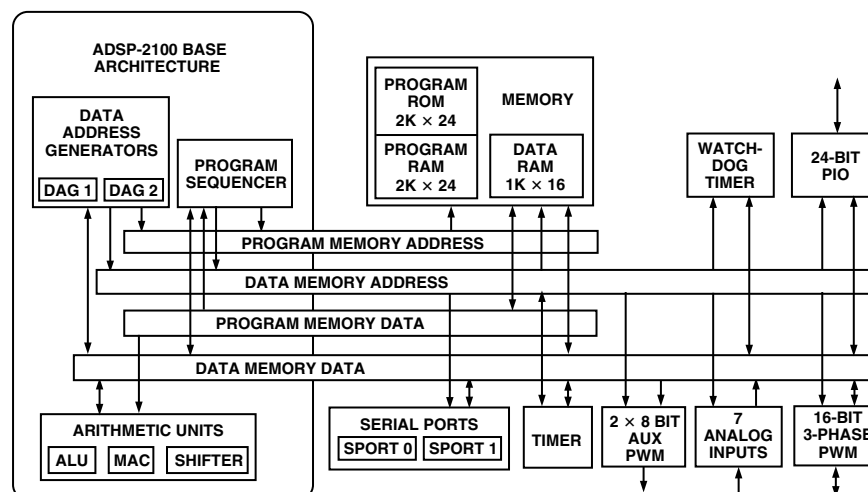 ADSP-2100 BASE
ARCHITECTURE
DATA
ADDRESS
GENERATORS
DAG 1
DAG 2
PROGRAM
SEQUENCER
PROGRAM
ROM
2K × 24
PROGRAM
RAM
2K × 24
MEMORY
DATA
RAM
1K × 16
WATCH-
DOG
TIMER
24-BIT
PIO
PROGRAM MEMORY ADDRESS
DATA MEMORY ADDRESS
PROGRAM MEMORY DATA
DATA MEMORY DATA
ARITHMETIC UNITS
ALU
MAC
SHIFTER
SERIAL PORTS
SPORT 0
SPORT 1
TIMER
2 × 8 BIT
AUX
PWM
7
ANALOG
INPUTS
16-BIT
3-PHASE
PWM